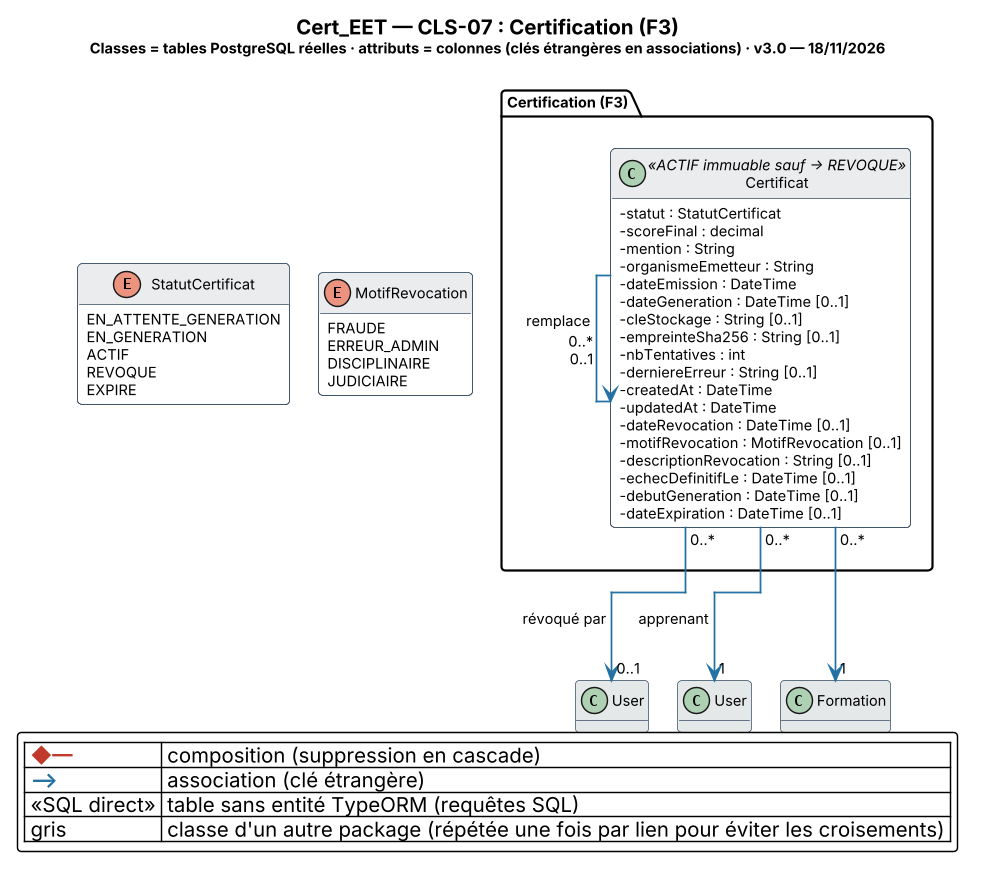 Cert_EET — CLS-07 : Certification (F3)
Classes = tables PostgreSQL réelles · attributs = colonnes (clés étrangères en associations) · v3.0 — 18/11/2026
Certification (F3)
C
«ACTIF immuable sauf → REVOQUE»
Certificat
-statut : StatutCertificat
-scoreFinal : decimal
-mention : String
-organismeEmetteur : String
-dateEmission : DateTime
-dateGeneration : DateTime [0..1]
-cleStockage : String [0..1]
-empreinteSha256 : String [0..1]
-nbTentatives : int
-derniereErreur : String [0..1]
-createdAt : DateTime
-updatedAt : DateTime
-dateRevocation : DateTime [0..1]
-motifRevocation : MotifRevocation [0..1]
-descriptionRevocation : String [0..1]
-echecDefinitifLe : DateTime [0..1]
-debutGeneration : DateTime [0..1]
-dateExpiration : DateTime [0..1]
remplace
0..*
0..1
E StatutCertificat
EN_ATTENTE_GENERATION
EN_GENERATION
ACTIF
REVOQUE
EXPIRE
E MotifRevocation
FRAUDE
ERREUR_ADMIN
DISCIPLINAIRE
JUDICIAIRE
0..* 0..* 0..*
révoqué par apprenant
0..1 1 1
C User C User C Formation
composition (suppression en cascade)
association (clé étrangère)
«SQL direct» table sans entité TypeORM (requêtes SQL)
gris classe d'un autre package (répétée une fois par lien pour éviter les croisements)